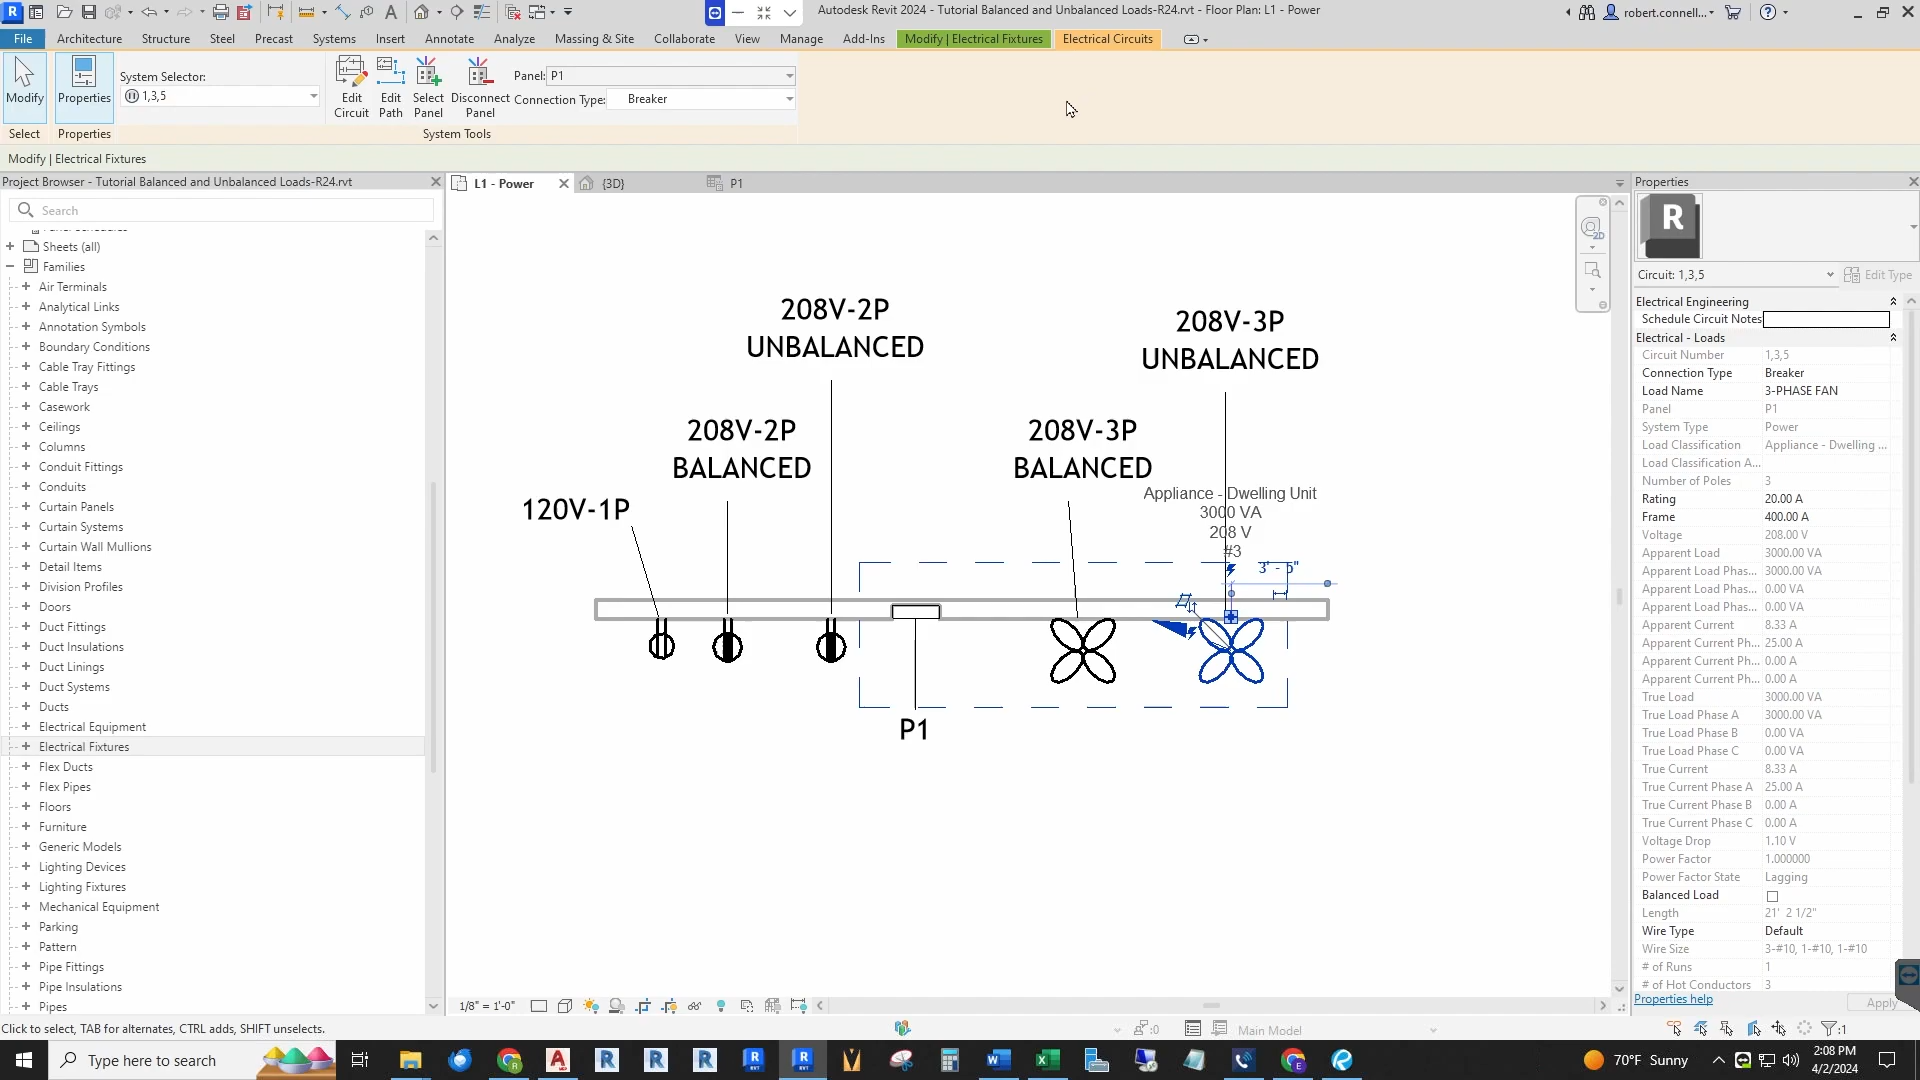 Autodesk Revit 2024 - Tutorial Balanced and Unbalanced Loads-R24.rvt - Floor Plan: L1 - Power
robert.connell...
File Architecture Structure Steel Precast Systems Insert Annotate Analyze Massing & Site Collaborate View Manage Add-Ins Modify | Electrical Fixtures Electrical Circuits
System Selector:
1,3,5
Modify
Properties
Edit Circuit
Edit Path
Select Panel
Disconnect Panel
Panel: P1
Connection Type: Breaker
Select Properties System Tools
Modify | Electrical Fixtures
Project Browser - Tutorial Balanced and Unbalanced Loads-R24.rvt
Search
Sheets (all)
Families
Air Terminals
Analytical Links
Annotation Symbols
Boundary Conditions
Cable Tray Fittings
Cable Trays
Casework
Ceilings
Columns
Conduit Fittings
Conduits
Curtain Panels
Curtain Systems
Curtain Wall Mullions
Detail Items
Division Profiles
Doors
Duct Fittings
Duct Insulations
Duct Linings
Duct Systems
Ducts
Electrical Equipment
Electrical Fixtures
Flex Ducts
Flex Pipes
Floors
Furniture
Generic Models
Lighting Devices
Lighting Fixtures
Mechanical Equipment
Parking
Pattern
Pipe Fittings
Pipe Insulations
Pipes
L1 - Power
{3D}
P1
208V-2P
UNBALANCED
208V-3P
UNBALANCED
208V-2P
BALANCED
208V-3P
BALANCED
120V-1P
Appliance - Dwelling Unit
3000 VA
208 V
#3
P1
2D
Properties
R
Circuit: 1,3,5
Edit Type
Electrical Engineering
Schedule Circuit Notes
Electrical - Loads
Circuit Number 1,3,5
Connection Type Breaker
Load Name 3-PHASE FAN
Panel P1
System Type Power
Load Classification Appliance - Dwelling ...
Load Classification A...
Number of Poles 3
Rating 20.00 A
Frame 400.00 A
Voltage 208.00 V
Apparent Load 3000.00 VA
Apparent Load Phas... 3000.00 VA
Apparent Load Phas... 0.00 VA
Apparent Load Phas... 0.00 VA
Apparent Current 8.33 A
Apparent Current Ph... 25.00 A
Apparent Current Ph... 0.00 A
Apparent Current Ph... 0.00 A
True Load 3000.00 VA
True Load Phase A 3000.00 VA
True Load Phase B 0.00 VA
True Load Phase C 0.00 VA
True Current 8.33 A
True Current Phase A 25.00 A
True Current Phase B 0.00 A
True Current Phase C 0.00 A
Voltage Drop 1.10 V
Power Factor 1.000000
Power Factor State Lagging
Balanced Load
Length 21' 2 1/2"
Wire Type Default
Wire Size 3-#10, 1-#10, 1-#10
# of Runs 1
# of Hot Conductors 3
Properties help
Apply
1/8" = 1'-0"
Click to select, TAB for alternates, CTRL adds, SHIFT unselects.
:0
Main Model
:1
Type here to search
70°F Sunny
2:08 PM
4/2/2024